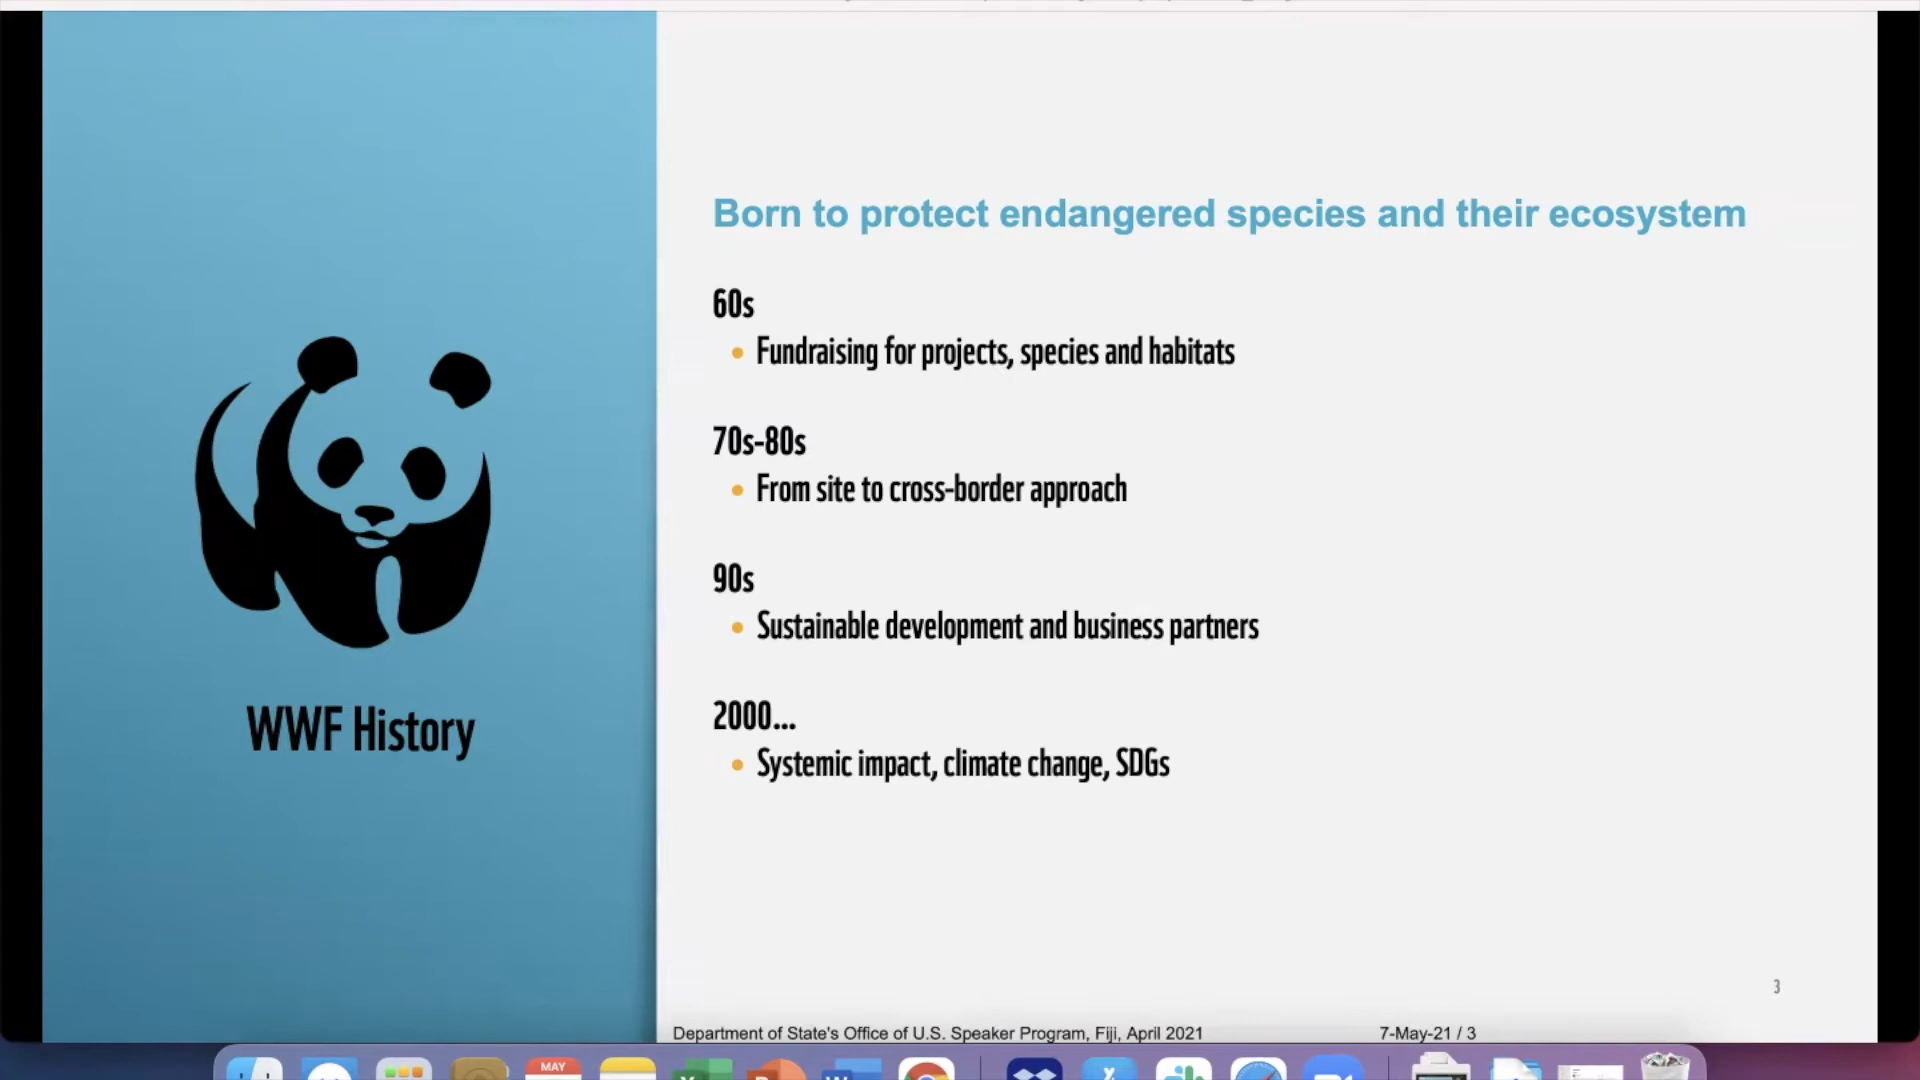 Born to protect endangered species and their ecosystem
60s
• Fundraising for projects, species and habitats
70s-80s
• From site to cross-border approach
90s
• Sustainable development and business partners
2000...
• Systemic impact, climate change, SDGs
WWF History
3
Department of State's Office of U.S. Speaker Program, Fiji, April 2021
7-May-21 / 3
MAY